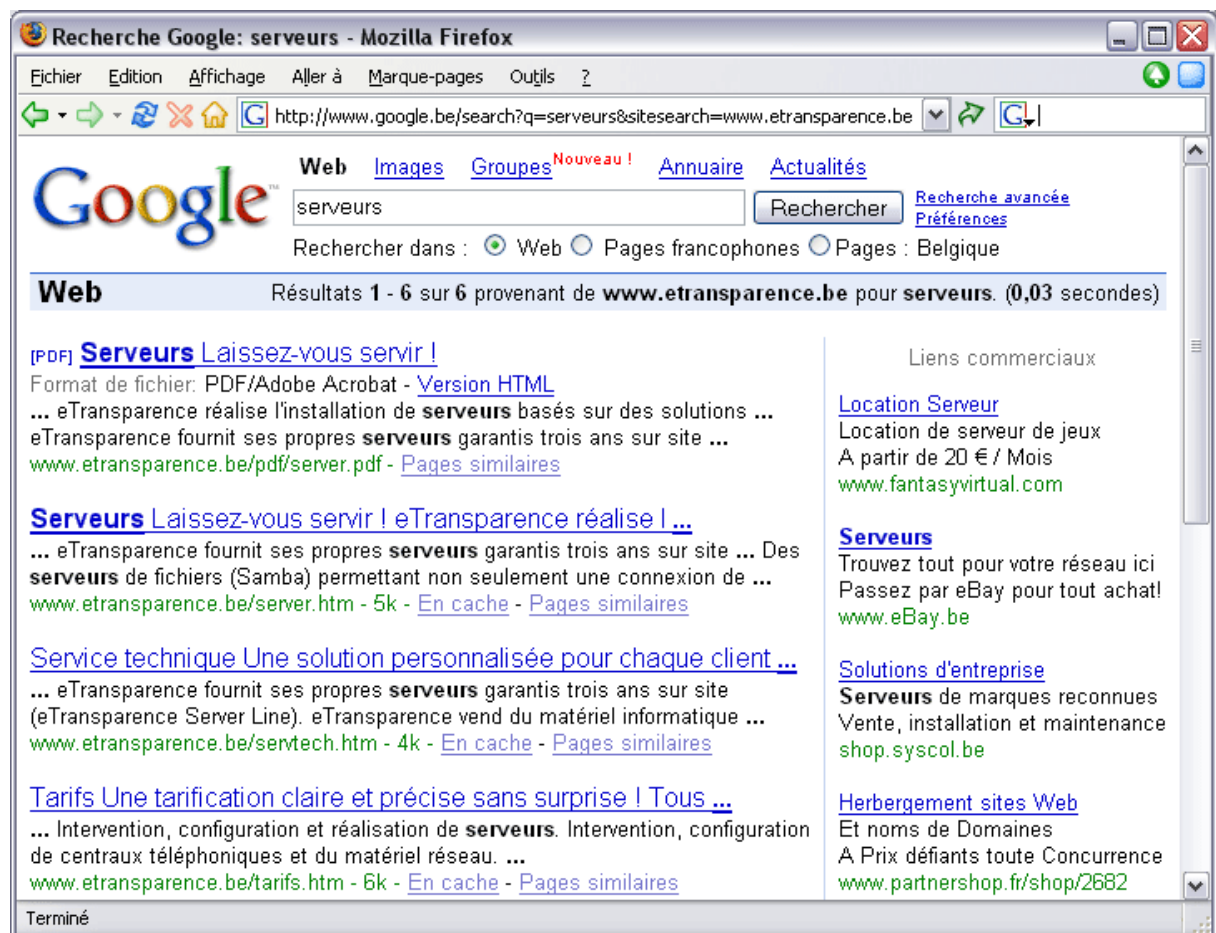 Recherche Google: serveurs - Mozilla Firefox
Fichier Edition Affichage Aller à Marque-pages Outils ?
http://www.google.be/search?q=serveurs&sitesearch=www.etransparence.be
Google™
Web Images Groupes Nouveau ! Annuaire Actualités
serveurs Rechercher
Recherche avancée
Préférences
Rechercher dans : Web Pages francophones Pages : Belgique
Web Résultats 1 - 6 sur 6 provenant de www.etransparence.be pour serveurs. (0,03 secondes)
[PDF] Serveurs Laissez-vous servir !
Format de fichier: PDF/Adobe Acrobat - Version HTML
... eTransparence réalise l'installation de serveurs basés sur des solutions ...
eTransparence fournit ses propres serveurs garantis trois ans sur site ...
www.etransparence.be/pdf/server.pdf - Pages similaires
Serveurs Laissez-vous servir ! eTransparence réalise l ...
... eTransparence fournit ses propres serveurs garantis trois ans sur site ... Des
serveurs de fichiers (Samba) permettant non seulement une connexion de ...
www.etransparence.be/server.htm - 5k - En cache - Pages similaires
Service technique Une solution personnalisée pour chaque client ...
... eTransparence fournit ses propres serveurs garantis trois ans sur site
(eTransparence Server Line). eTransparence vend du matériel informatique ...
www.etransparence.be/servtech.htm - 4k - En cache - Pages similaires
Tarifs Une tarification claire et précise sans surprise ! Tous ...
... Intervention, configuration et réalisation de serveurs. Intervention, configuration
de centraux téléphoniques et du matériel réseau. ...
www.etransparence.be/tarifs.htm - 6k - En cache - Pages similaires
Liens commerciaux
Location Serveur
Location de serveur de jeux
A partir de 20 € / Mois
www.fantasyvirtual.com
Serveurs
Trouvez tout pour votre réseau ici
Passez par eBay pour tout achat!
www.eBay.be
Solutions d'entreprise
Serveurs de marques reconnues
Vente, installation et maintenance
shop.syscol.be
Herbergement sites Web
Et noms de Domaines
A Prix défiants toute Concurrence
www.partnershop.fr/shop/2682
Terminé